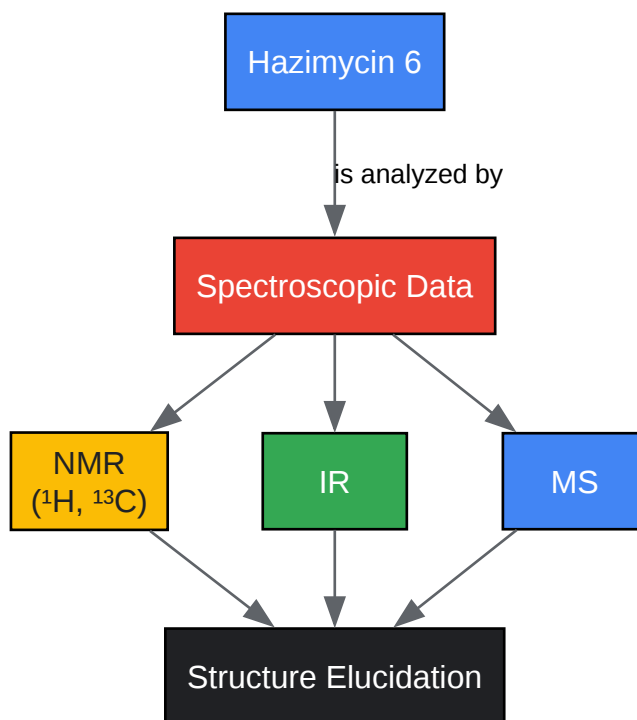 Hazimycin 6
is analyzed by
Spectroscopic Data
NMR
(¹H, ¹³C)
IR
MS
Structure Elucidation